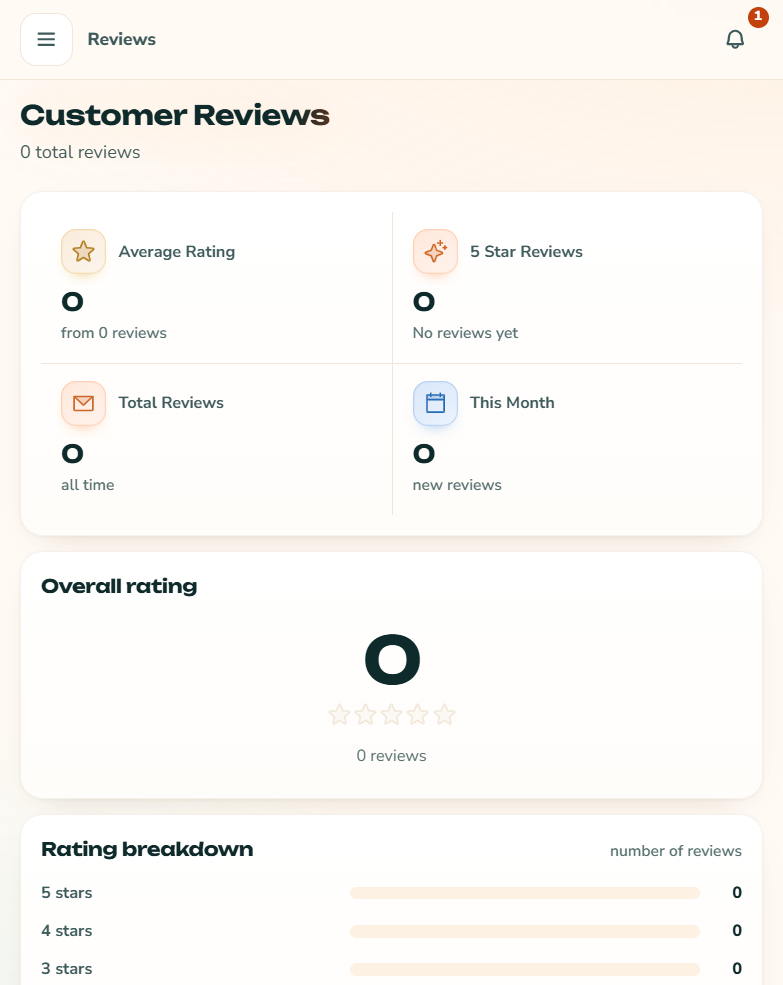 Reviews
1
Customer Reviews
0 total reviews
Average Rating
0
from 0 reviews
5 Star Reviews
0
No reviews yet
Total Reviews
0
all time
This Month
0
new reviews
Overall rating
0
0 reviews
Rating breakdown
number of reviews
5 stars 0
4 stars 0
3 stars 0